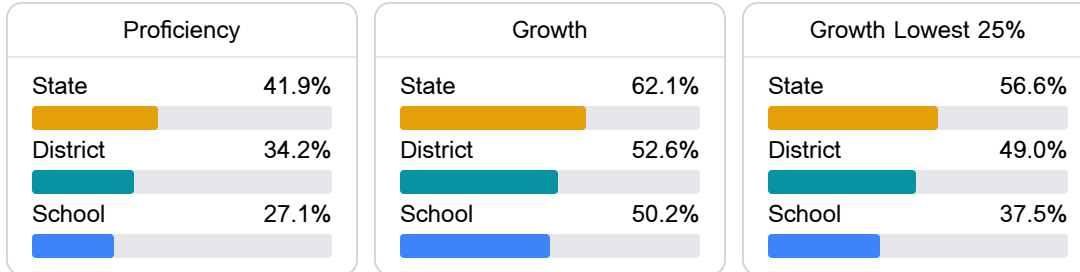 Proficiency
State 41.9%
District 34.2%
School 27.1%
Growth
State 62.1%
District 52.6%
School 50.2%
Growth Lowest 25%
State 56.6%
District 49.0%
School 37.5%